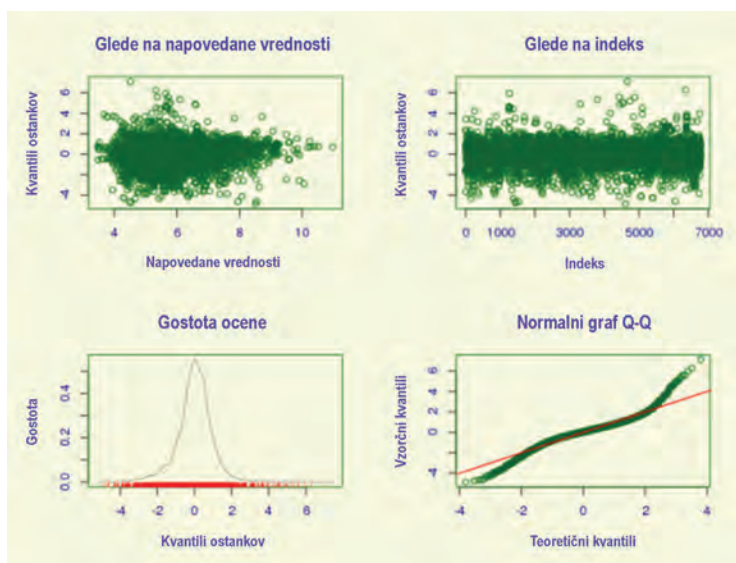 Glede na napovedane vrednosti
Kvantili ostankov
6
4
2
0
-4
4 6 8 10
Napovedane vrednosti
Glede na indeks
Kvantili ostankov
6
4
2
0
-4
0 1000 3000 5000 7000
Indeks
Gostota ocene
Gostota
0.4
0.2
0.0
-4 -2 0 2 4 6
Kvantili ostankov
Normalni graf Q-Q
Vzorčni kvantili
6
4
2
0
-4
-4 -2 0 2 4
Teoretični kvantili